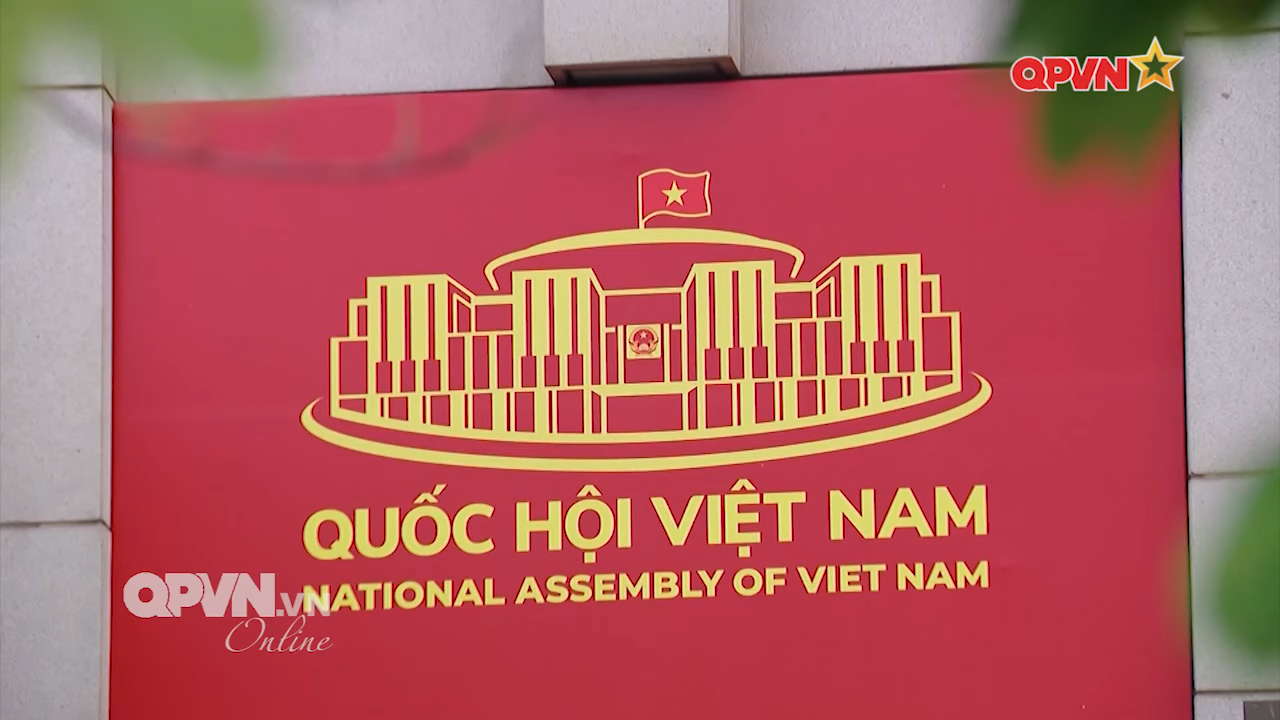 QPVN
QUỐC HỘI VIỆT NAM
NATIONAL ASSEMBLY OF VIET NAM
QPVN.VN
Online